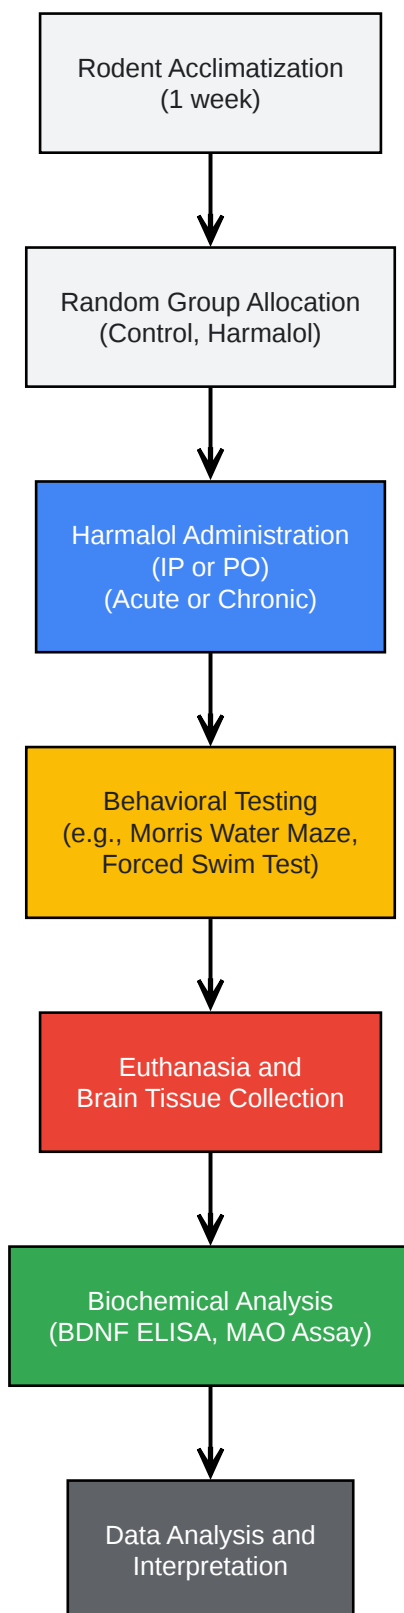 Rodent Acclimatization
(1 week)
Random Group Allocation
(Control, Harmalol)
Harmalol Administration
(IP or PO)
(Acute or Chronic)
Behavioral Testing
(e.g., Morris Water Maze,
Forced Swim Test)
Euthanasia and
Brain Tissue Collection
Biochemical Analysis
(BDNF ELISA, MAO Assay)
Data Analysis and
Interpretation